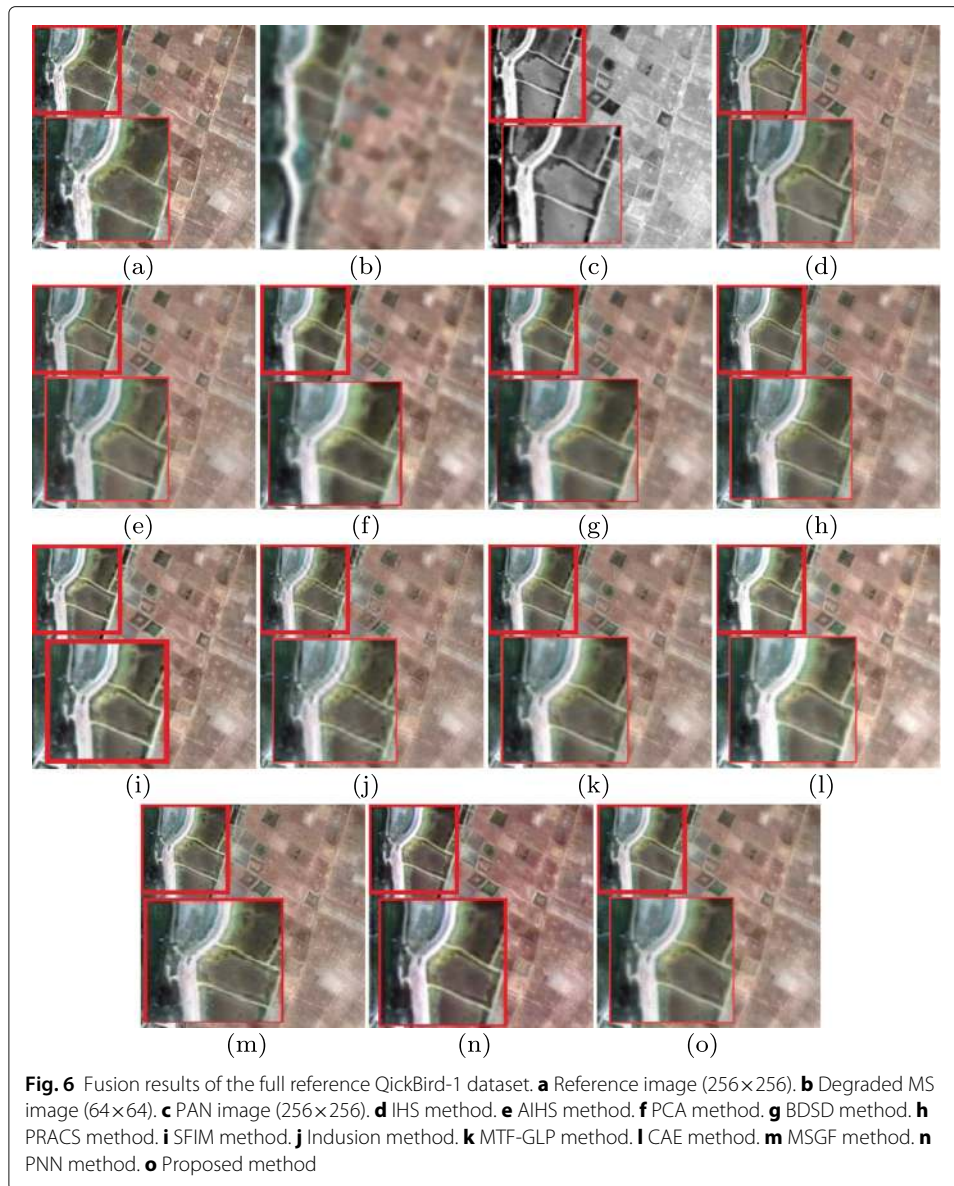 (a) (b) (c) (d)
(e) (f) (g) (h)
(i) (j) (k) (l)
(m) (n) (o)
Fig. 6 Fusion results of the full reference QickBird-1 dataset. a Reference image (256×256). b Degraded MS
image (64×64). c PAN image (256×256). d IHS method. e AIHS method. f PCA method. g BDSD method. h
PRACS method. i SFIM method. j Indusion method. k MTF-GLP method. l CAE method. m MSGF method. n
PNN method. o Proposed method